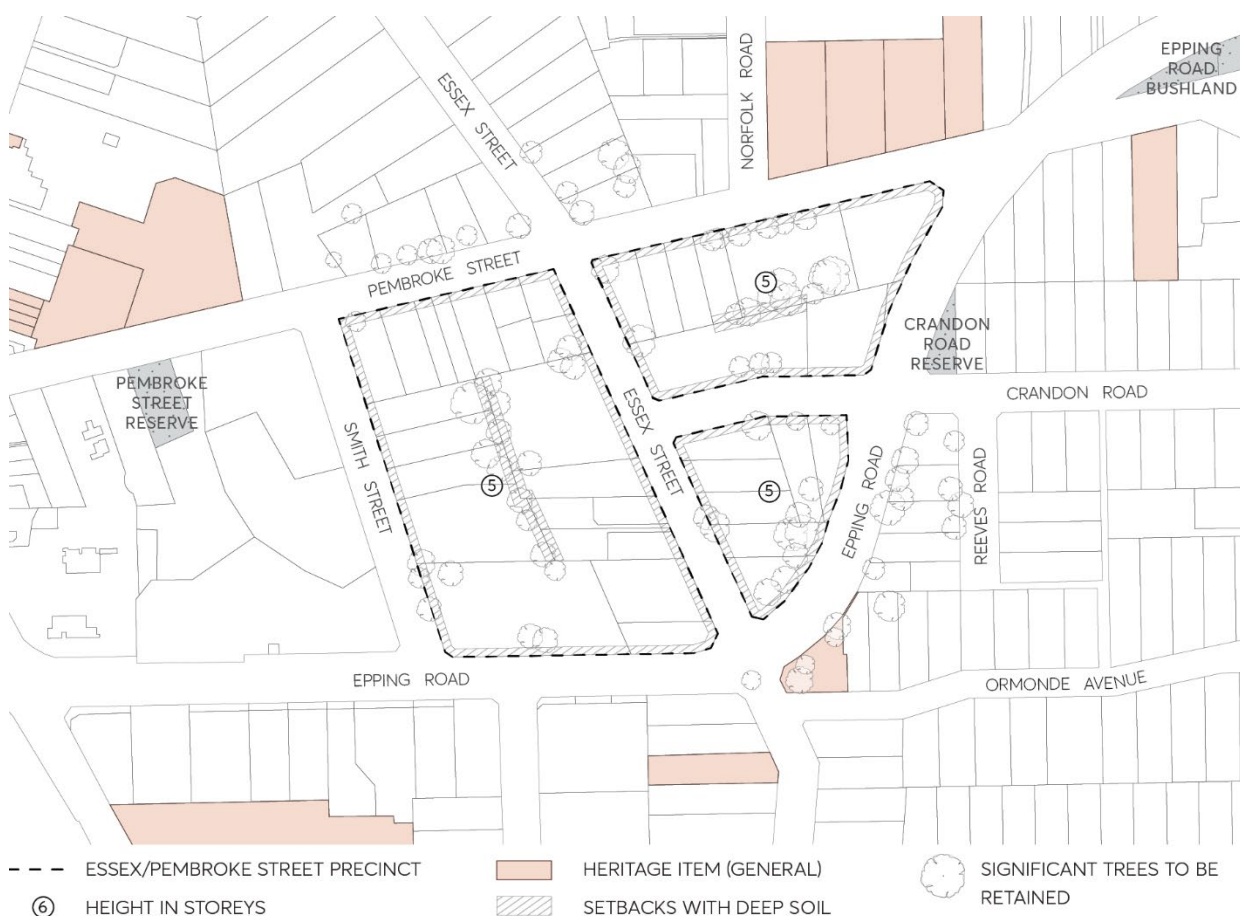 EPPING
ROAD
BUSHLAND
ESSEX STREET
NORFOLK ROAD
PEMBROKE STREET
5
CRANDON
ROAD
RESERVE
PEMBROKE
STREET
RESERVE
CRANDON ROAD
SMITH STREET
ESSEX STREET
5
5
EPPING ROAD
REEVES ROAD
EPPING ROAD
ORMONDE AVENUE
ESSEX/PEMBROKE STREET PRECINCT
HERITAGE ITEM (GENERAL)
SIGNIFICANT TREES TO BE
RETAINED
6 HEIGHT IN STOREYS
SETBACKS WITH DEEP SOIL